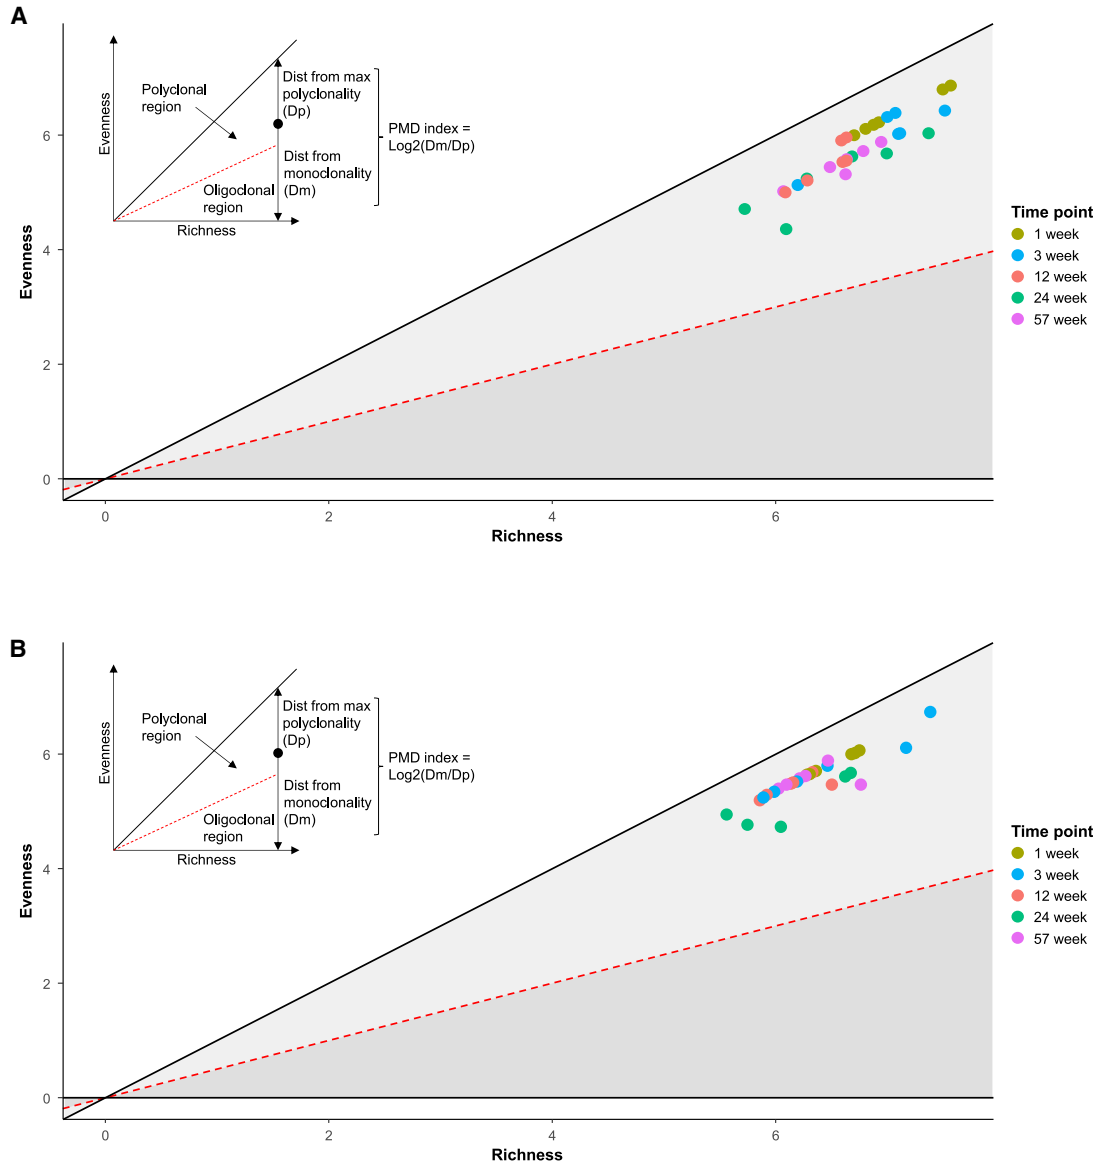 A
Evenness
6
4
2
0
0
2
4
6
Richness
Evenness
Polyclonal
region
Oligoclonal
region
Richness
Dist from max
polyclonality
(Dp)
Dist from
monoclonality
(Dm)
PMD index =
Log2(Dm/Dp)
Time point
1 week
3 week
12 week
24 week
57 week
B
Evenness
6
4
2
0
0
2
4
6
Richness
Evenness
Polyclonal
region
Oligoclonal
region
Richness
Dist from max
polyclonality
(Dp)
Dist from
monoclonality
(Dm)
PMD index =
Log2(Dm/Dp)
Time point
1 week
3 week
12 week
24 week
57 week